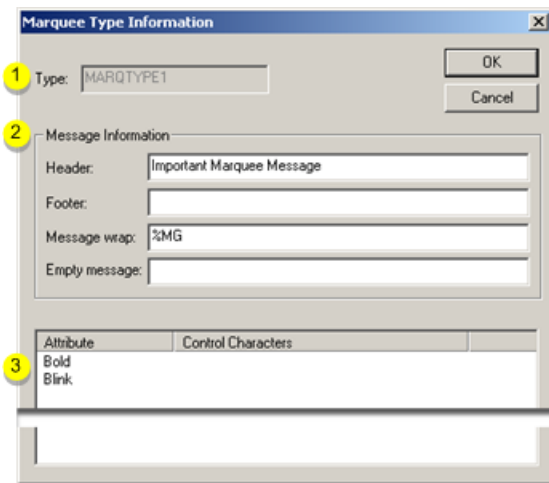 Marquee Type Information
OK
1 Type: MARQTYPE1
Cancel
2 Message Information
Header: Important Marquee Message
Footer:
Message wrap: %MG
Empty message:
Attribute Control Characters
3 Bold
Blink